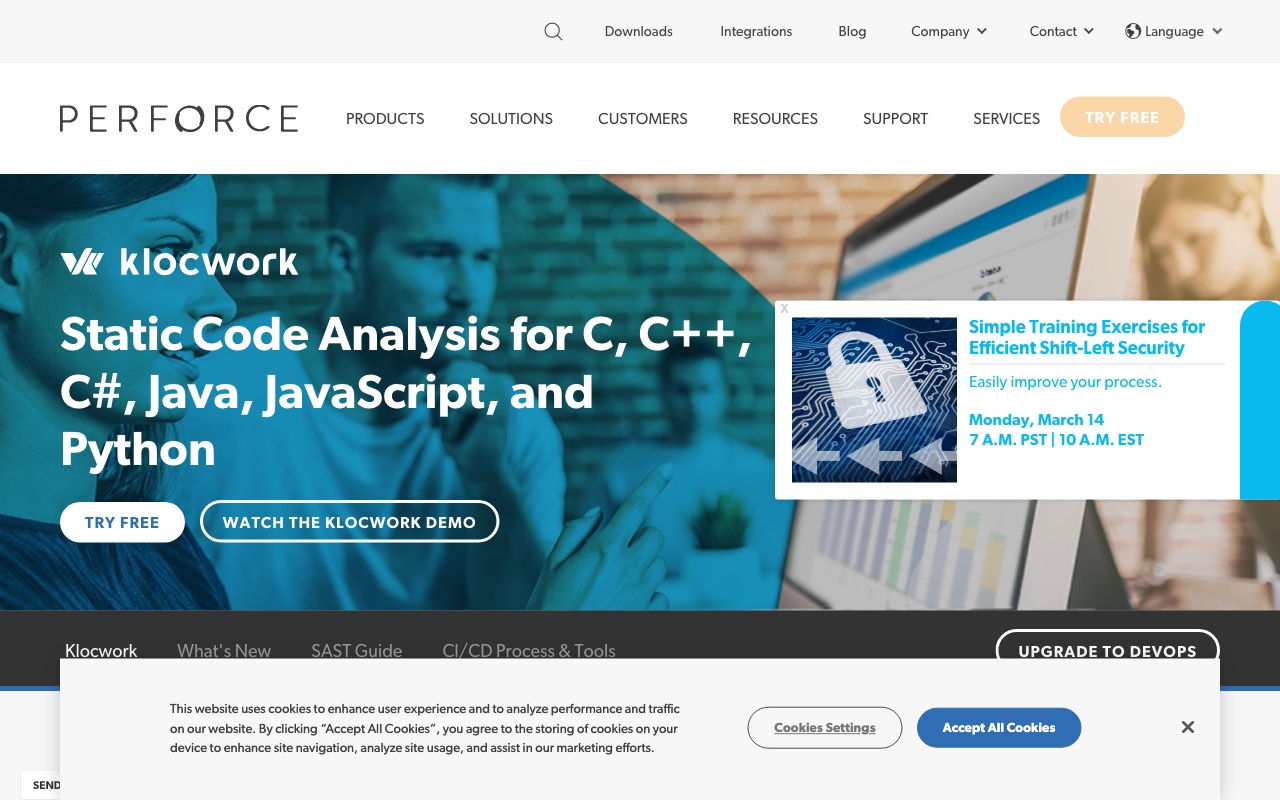 Downloads
Integrations
Blog
Company
Contact
Language
PERFORCE
PRODUCTS
SOLUTIONS
CUSTOMERS
RESOURCES
SUPPORT
SERVICES
TRY FREE
klocwork
Static Code Analysis for C, C++,
C#, Java, JavaScript, and
Python
TRY FREE
WATCH THE KLOCWORK DEMO
X
Simple Training Exercises for
Efficient Shift-Left Security
Easily improve your process.
Monday, March 14
7 A.M. PST | 10 A.M. EST
Klocwork
What's New
SAST Guide
CI/CD Process & Tools
UPGRADE TO DEVOPS
This website uses cookies to enhance user experience and to analyze performance and traffic
on our website. By clicking “Accept All Cookies”, you agree to the storing of cookies on your
device to enhance site navigation, analyze site usage, and assist in our marketing efforts.
Cookies Settings
Accept All Cookies
SEND